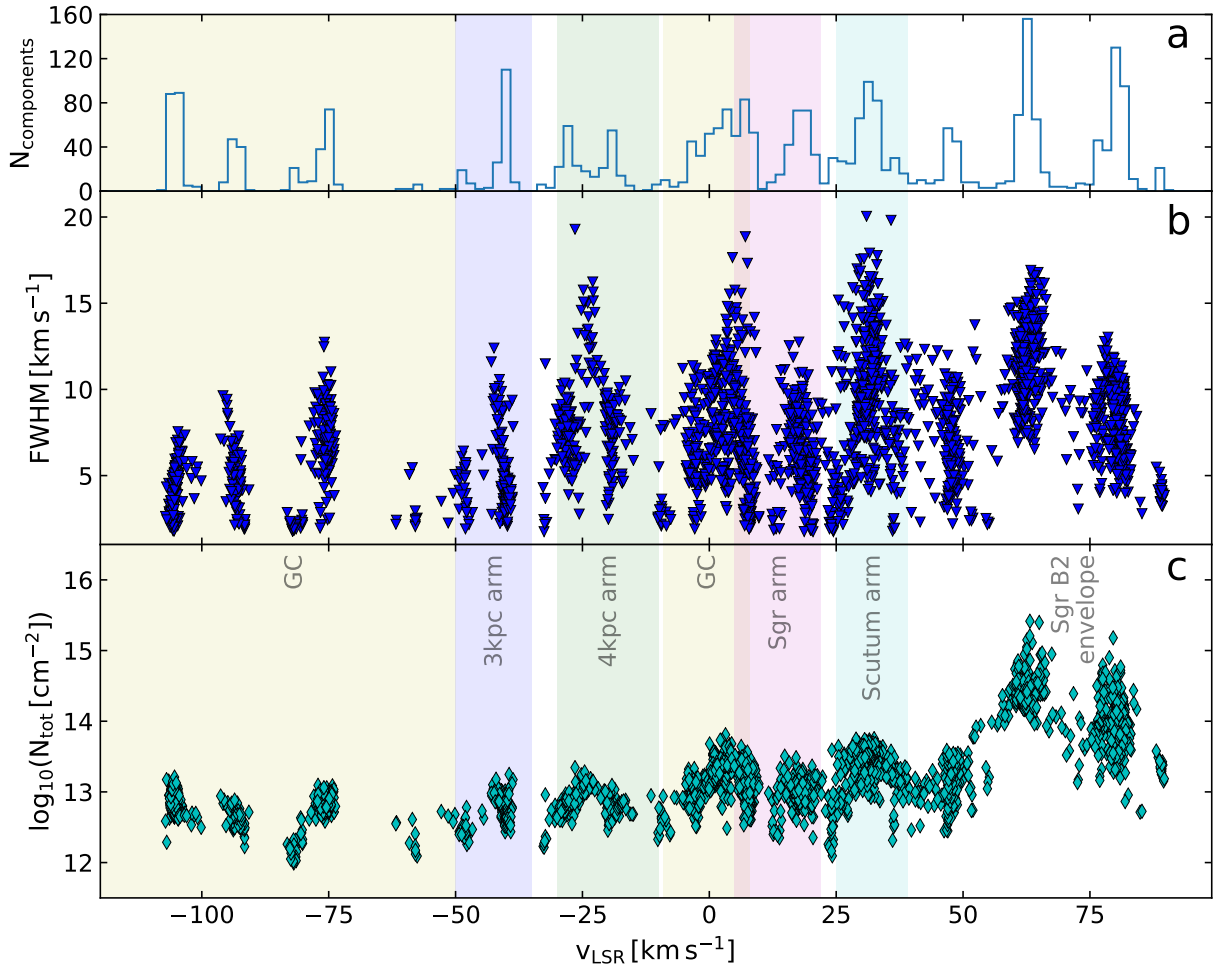 a
N_components
160
120
80
40
0
b
FWHM [km s⁻¹]
20
15
10
5
c
log₁₀(N_tot [cm⁻²])
16
15
14
13
12
GC
3kpc arm
4kpc arm
GC
Sgr arm
Scutum arm
Sgr B2
envelope
−100 −75 −50 −25 0 25 50 75
v_LSR [km s⁻¹]